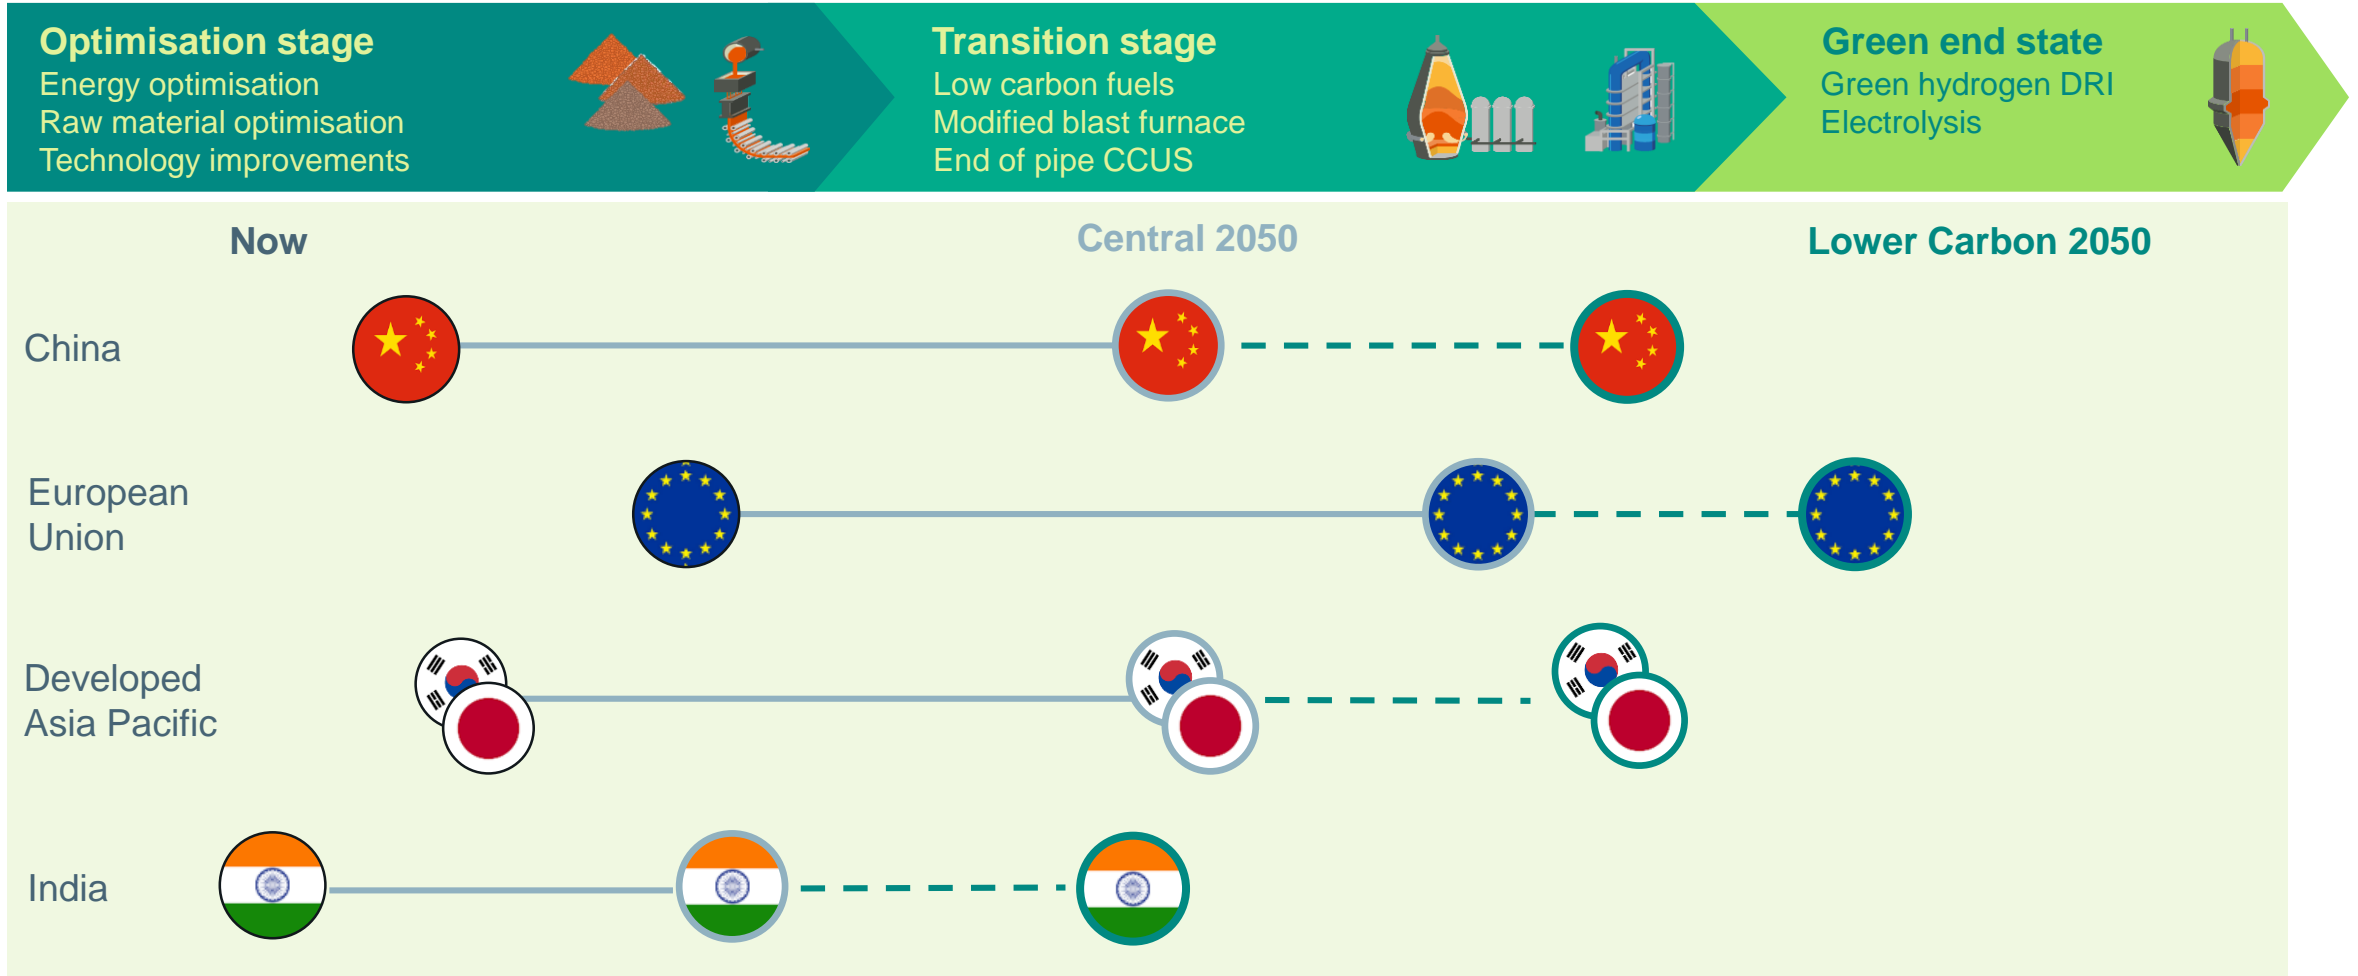 Optimisation stage
Energy optimisation
Raw material optimisation
Technology improvements
Transition stage
Low carbon fuels
Modified blast furnace
End of pipe CCUS
Green end state
Green hydrogen DRI
Electrolysis
Now
Central 2050
Lower Carbon 2050
China
European
Union
Developed
Asia Pacific
India